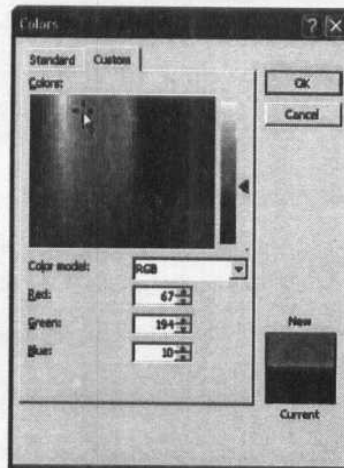 Colors
Standard Custom
Colors:
OK
Cancel
Color model: RGB
Red: 67
Green: 194
Blue: 10
New
Current